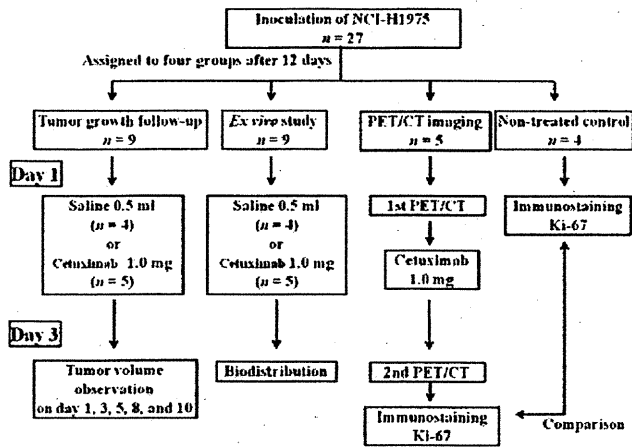 Inoculation of NCI-H1975
n = 27
Assigned to four groups after 12 days
Tumor growth follow-up
n = 9
Ex vivo study
n = 9
PET/CT imaging
n = 5
Non-treated control
n = 4
Day 1
Saline 0.5 ml
(n = 4)
or
Cetuximab 1.0 mg
(n = 5)
Saline 0.5 ml
(n = 4)
or
Cetuximab 1.0 mg
(n = 5)
1st PET/CT
Cetuximab
1.0 mg
Immunostaining
Ki-67
Day 3
Tumor volume
observation
on day 1, 3, 5, 8, and 10
Biodistribution
2nd PET/CT
Immunostaining
Ki-67
Comparison